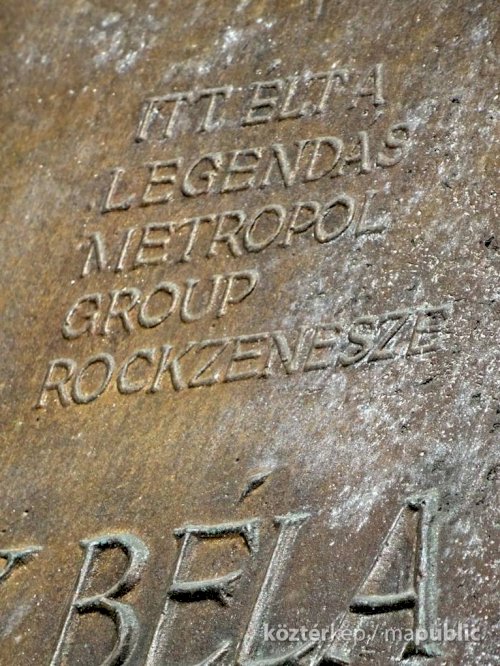 ITT ÉLT A
LEGENDÁS
METROPOL
GROUP
ROCKZENÉSZE
BÉLA
köztérkép / mapublic